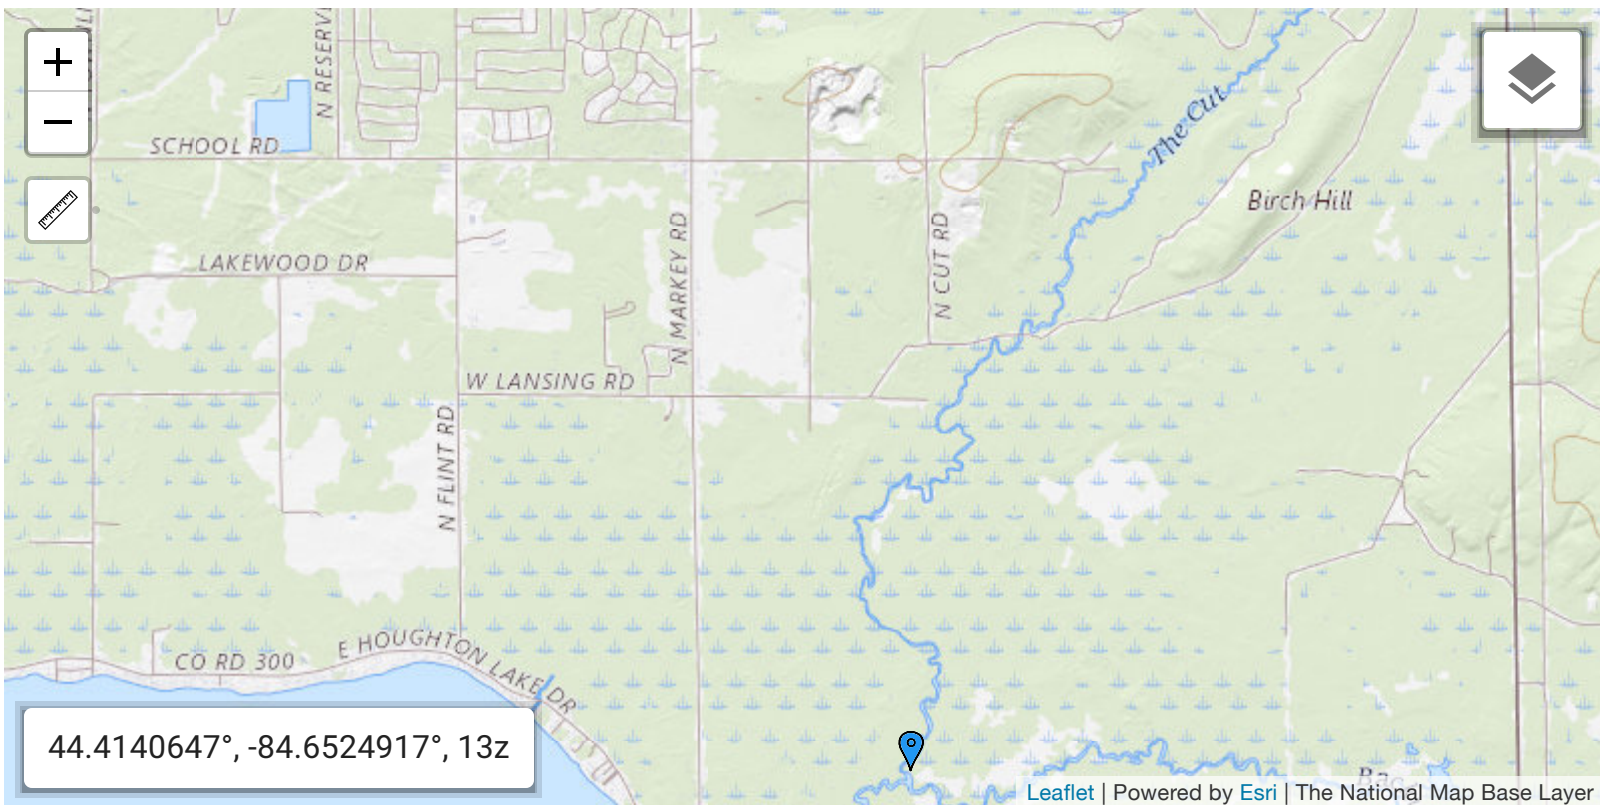 +
−
N RESERV
SCHOOL RD
The Cut
Birch Hill
LAKEWOOD DR
N MARKEY RD
N CUT RD
W LANSING RD
N FLINT RD
E HOUGHTON LAKE DR
CO RD 300
44.4140647°, -84.6524917°, 13z
Leaflet | Powered by Esri | The National Map Base Layer